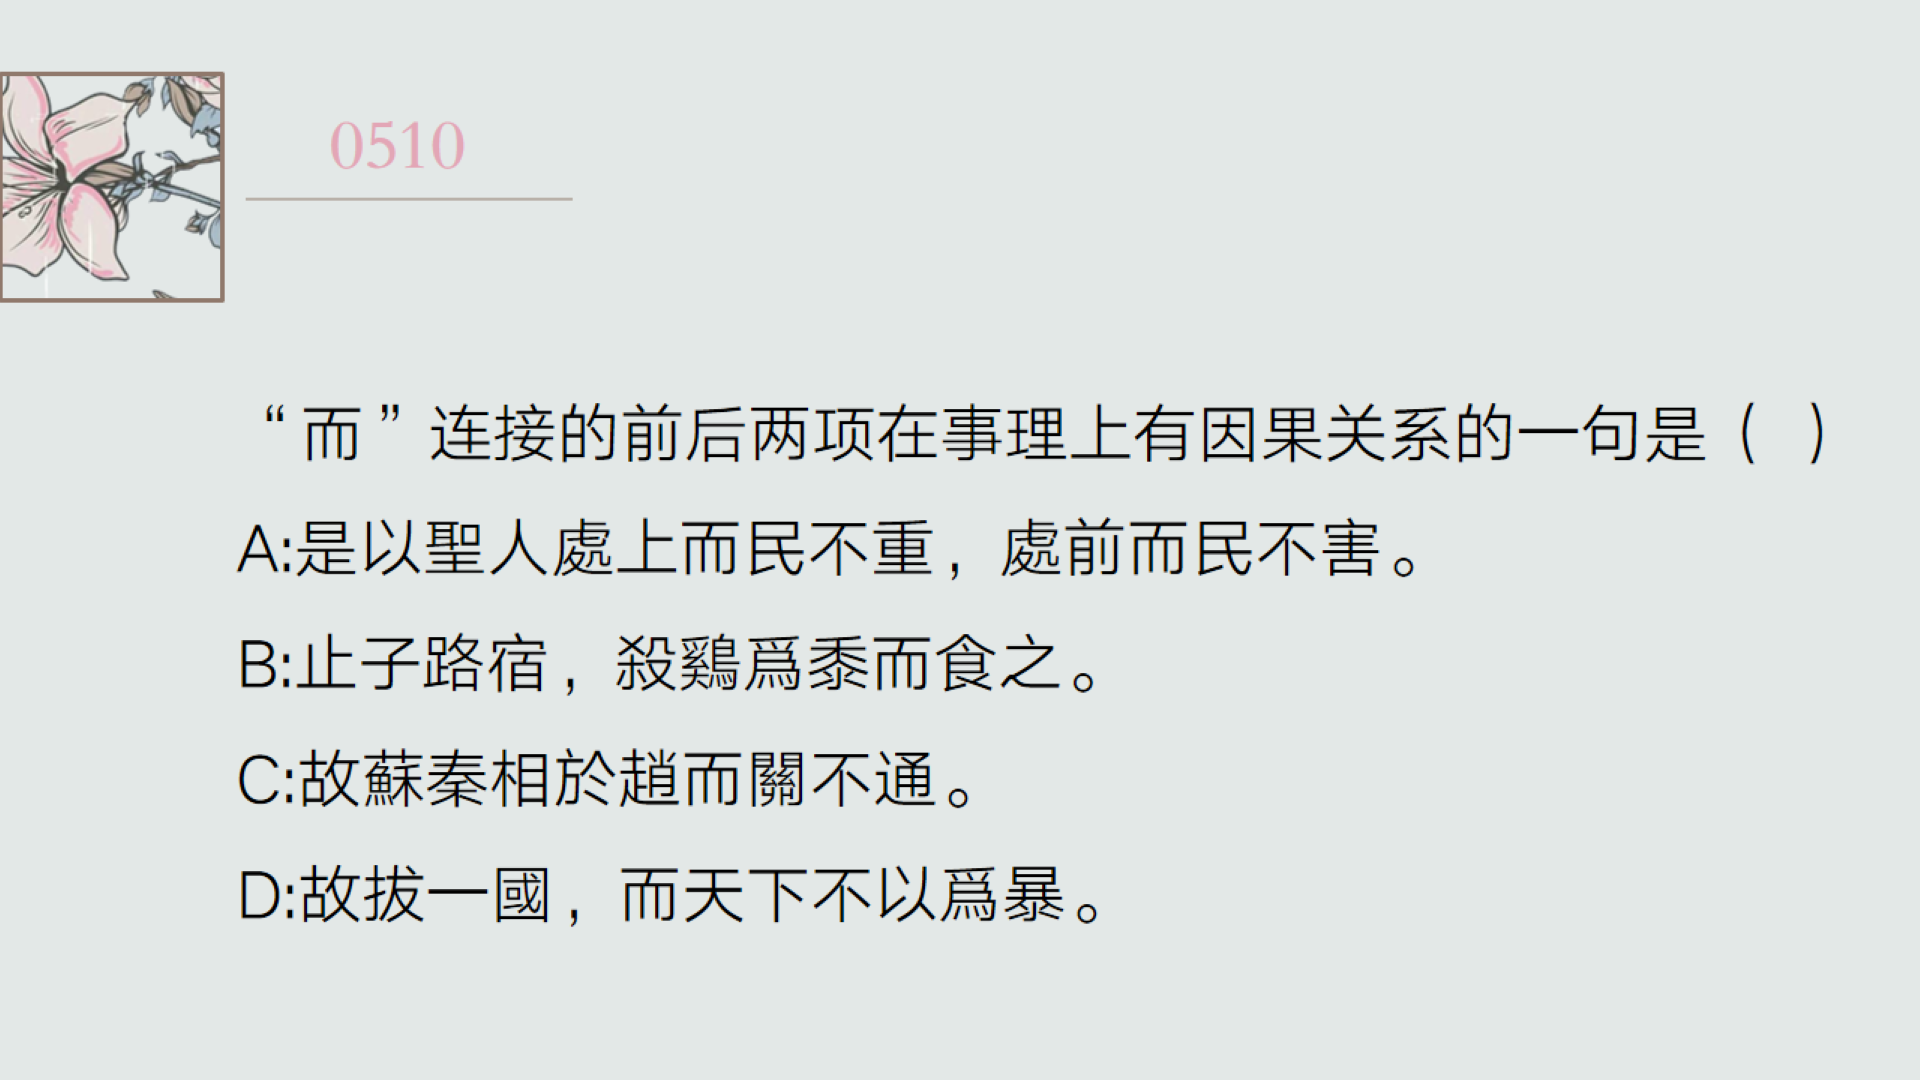 0510
“而”连接的前后两项在事理上有因果关系的一句是（ ）
A:是以聖人處上而民不重，處前而民不害。
B:止子路宿，殺鷄爲黍而食之。
C:故蘇秦相於趙而關不通。
D:故拔一國，而天下不以爲暴。